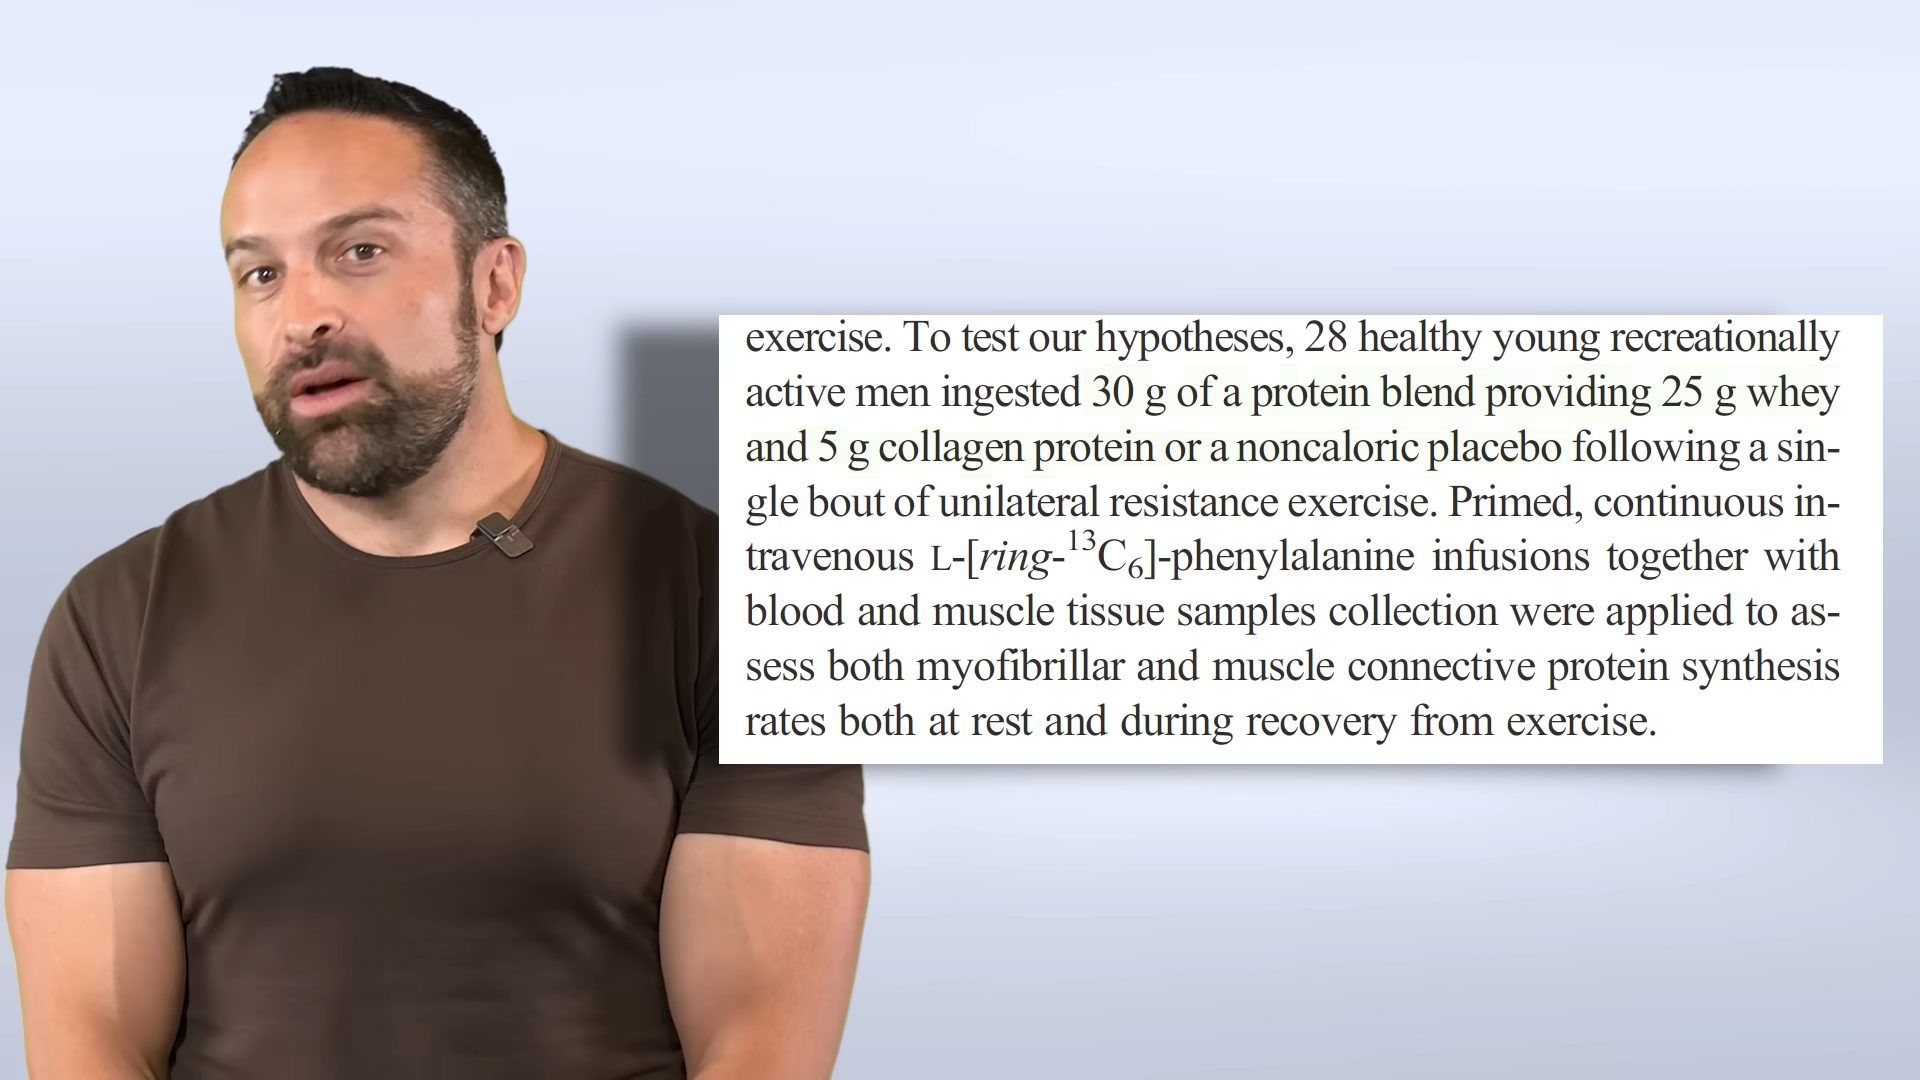 exercise. To test our hypotheses, 28 healthy young recreationally
active men ingested 30 g of a protein blend providing 25 g whey
and 5 g collagen protein or a noncaloric placebo following a sin-
gle bout of unilateral resistance exercise. Primed, continuous in-
travenous L-[ring-¹³C₆]-phenylalanine infusions together with
blood and muscle tissue samples collection were applied to as-
sess both myofibrillar and muscle connective protein synthesis
rates both at rest and during recovery from exercise.